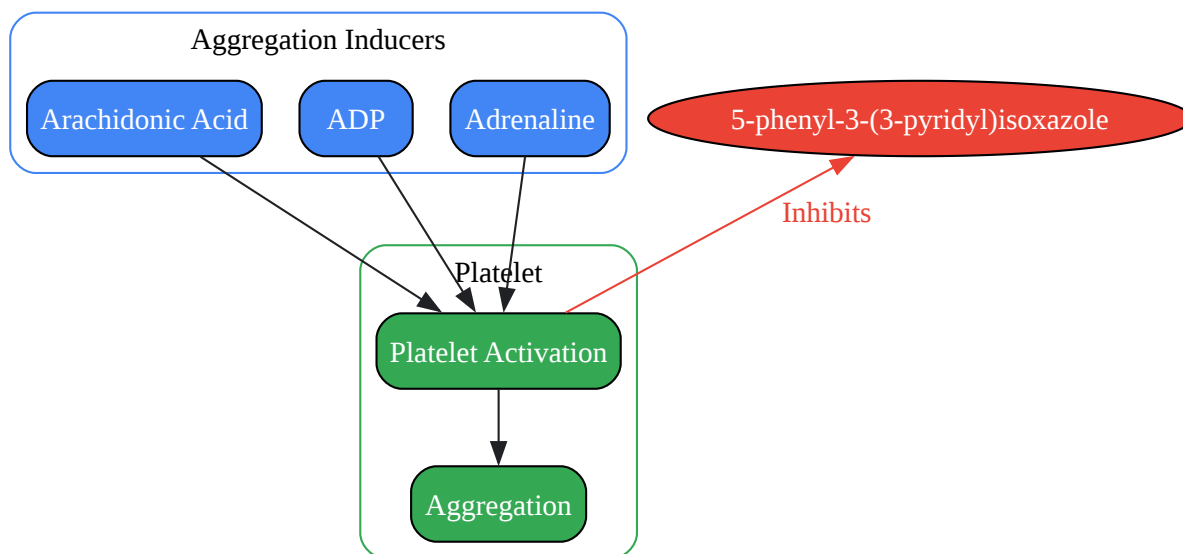 Aggregation Inducers
Arachidonic Acid
ADP
Adrenaline
5-phenyl-3-(3-pyridyl)isoxazole
Inhibits
Platelet
Platelet Activation
Aggregation